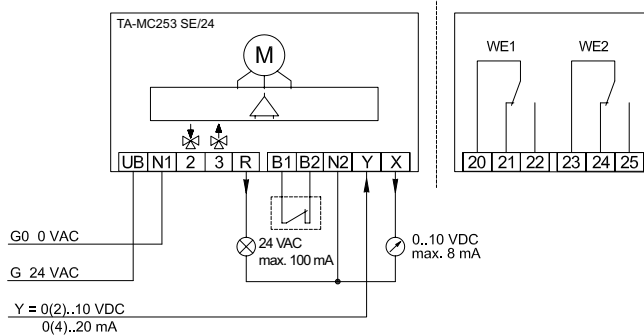 TA-MC253 SE/24
M
UB N1 2 3 R B1 B2 N2 Y X
WE1 WE2
20 21 22 23 24 25
G0 0 VAC
24 VAC
max. 100 mA
0..10 VDC
max. 8 mA
G 24 VAC
Y = 0(2)..10 VDC
0(4)..20 mA